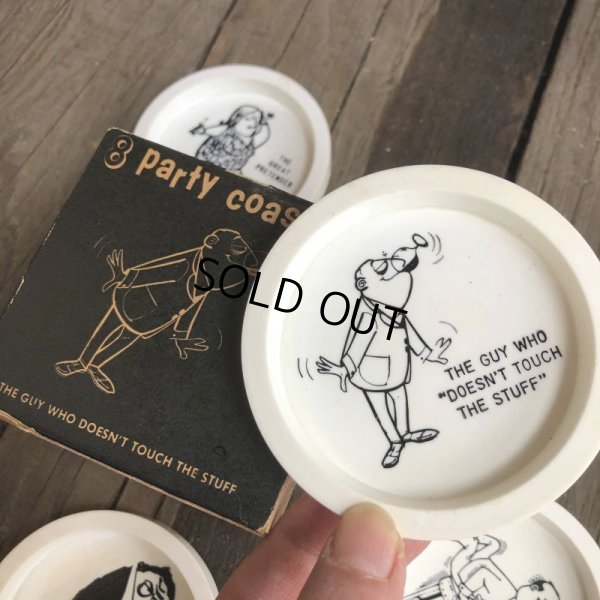 THE
GREAT
PRETENDER
8 party coas
THE GUY WHO DOESN'T TOUCH THE STUFF
SOLD OUT
THE GUY WHO
"DOESN'T TOUCH
THE STUFF"